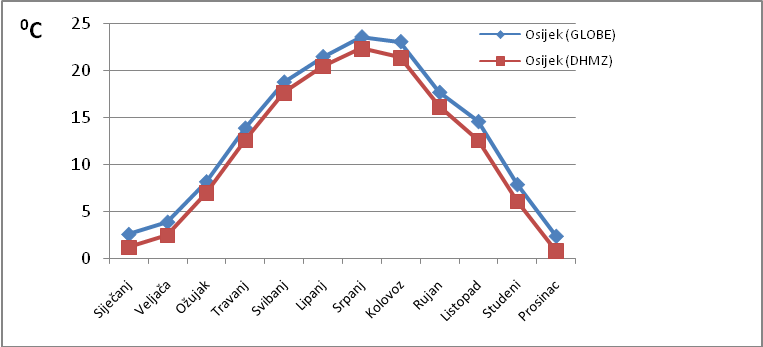 ⁰C
25
20
15
10
5
0
Siječanj
Veljača
Ožujak
Travanj
Svibanj
Lipanj
Srpanj
Kolovoz
Rujan
Listopad
Studeni
Prosinac
Osijek (GLOBE)
Osijek (DHMZ)